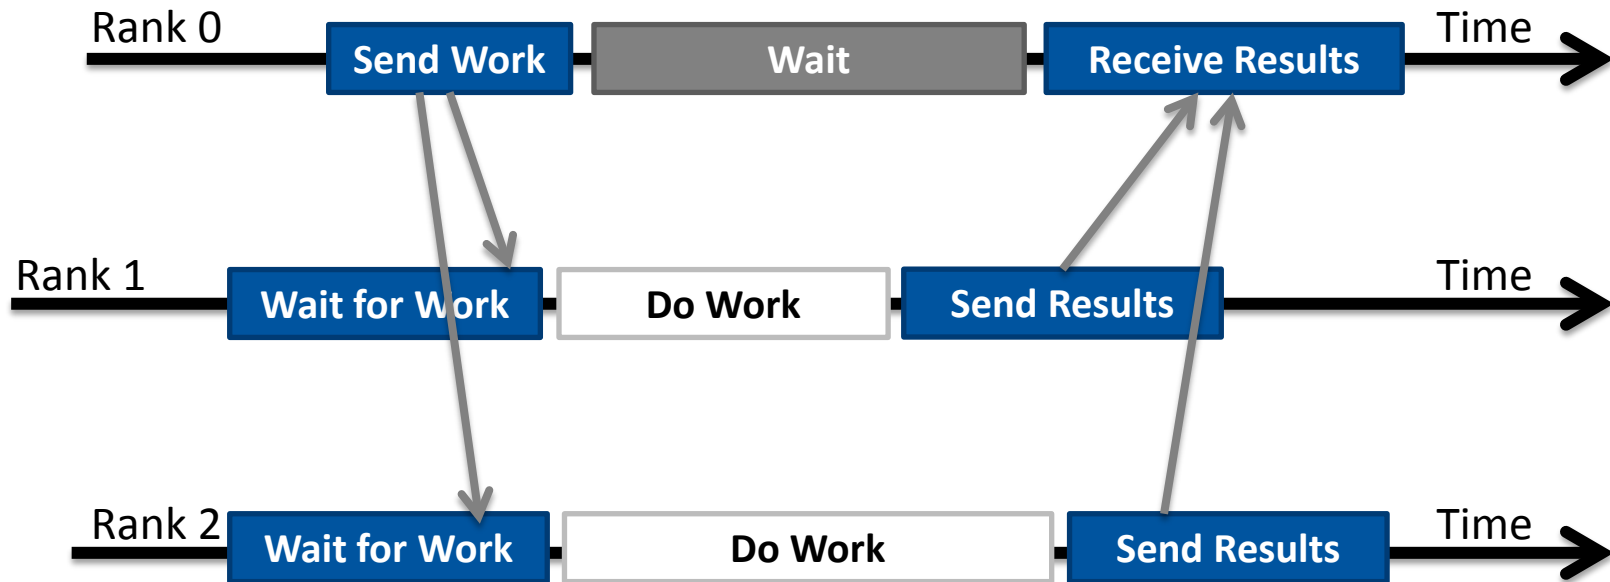 Rank 0
Send Work
Wait
Receive Results
Time
Rank 1
Wait for Work
Do Work
Send Results
Time
Rank 2
Wait for Work
Do Work
Send Results
Time